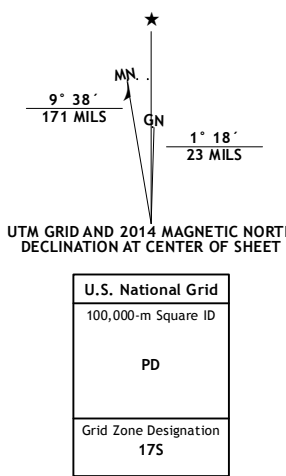 ★
MN
GN
9° 38´
171 MILS
1° 18´
23 MILS
UTM GRID AND 2014 MAGNETIC NORTH
DECLINATION AT CENTER OF SHEET
U.S. National Grid
100,000-m Square ID
PD
Grid Zone Designation
17S